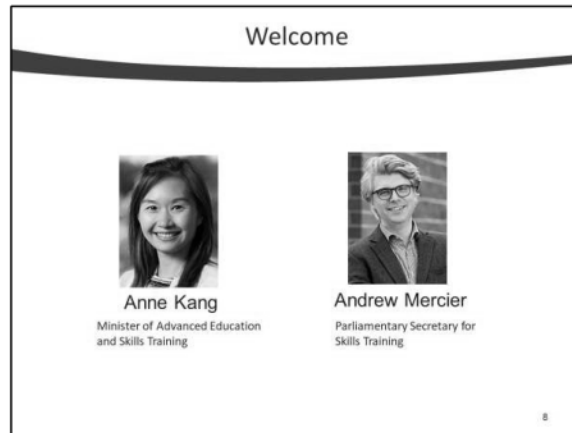 Welcome
Anne Kang
Minister of Advanced Education
and Skills Training
Andrew Mercier
Parliamentary Secretary for
Skills Training
8